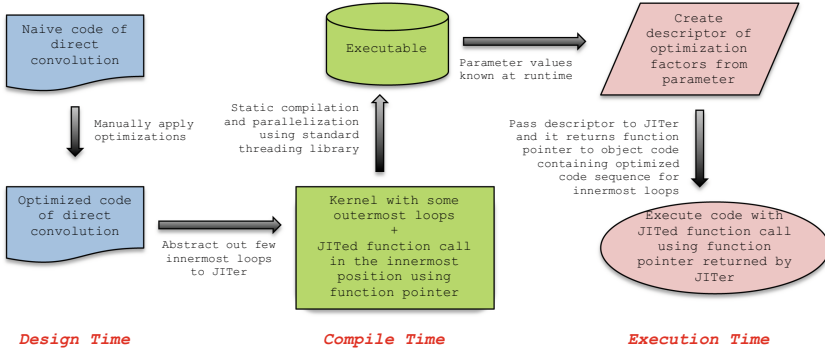 Naive code of
direct
convolution
Manually apply
optimizations
Optimized code
of direct
convolution
Abstract out few
innermost loops
to JITer
Kernel with some
outermost loops
+
JITed function call
in the innermost
position using
function pointer
Static compilation
and parallelization
using standard
threading library
Executable
Parameter values
known at runtime
Create
descriptor of
optimization
factors from
parameter
Pass descriptor to JITer
and it returns function
pointer to object code
containing optimized
code sequence for
innermost loops
Execute code with
JITed function call
using function
pointer returned by
JITer
Design Time
Compile Time
Execution Time